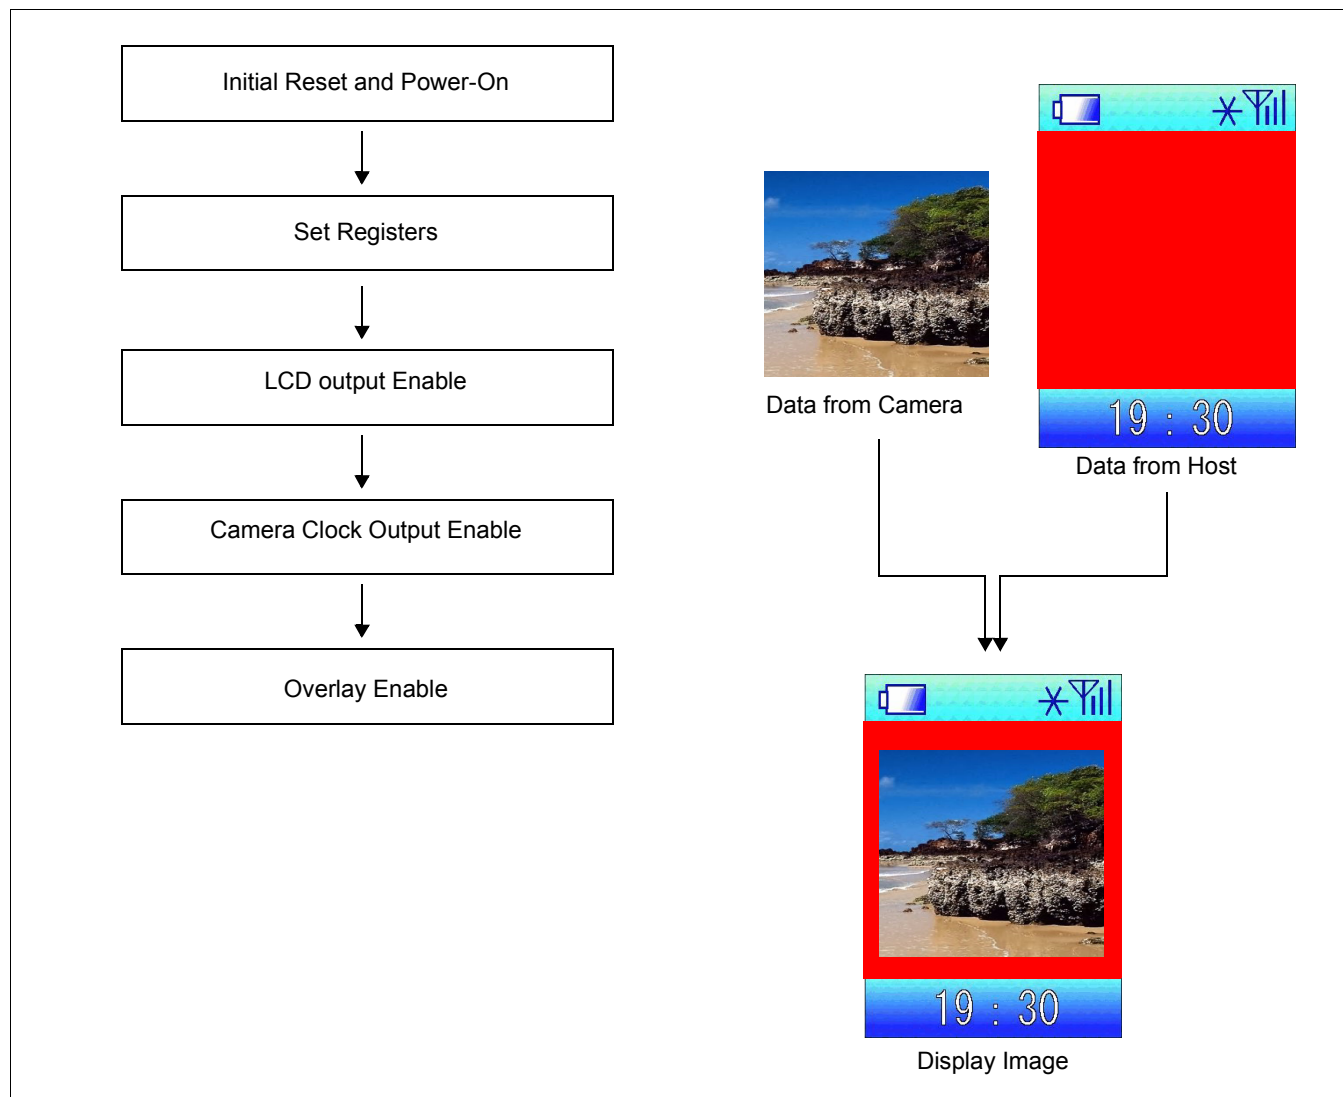 Initial Reset and Power-On
Set Registers
LCD output Enable
Camera Clock Output Enable
Overlay Enable
Data from Camera
19 : 30
Data from Host
19 : 30
Display Image